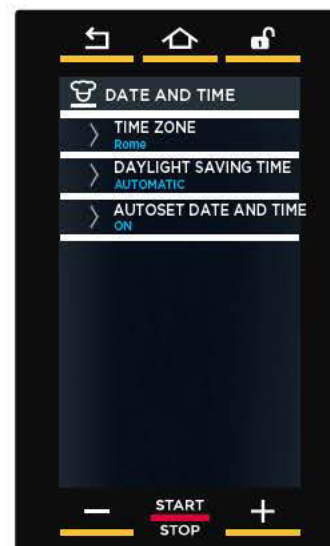 DATE AND TIME
TIME ZONE
Rome
DAYLIGHT SAVING TIME
AUTOMATIC
AUTOSET DATE AND TIME
ON
START
STOP